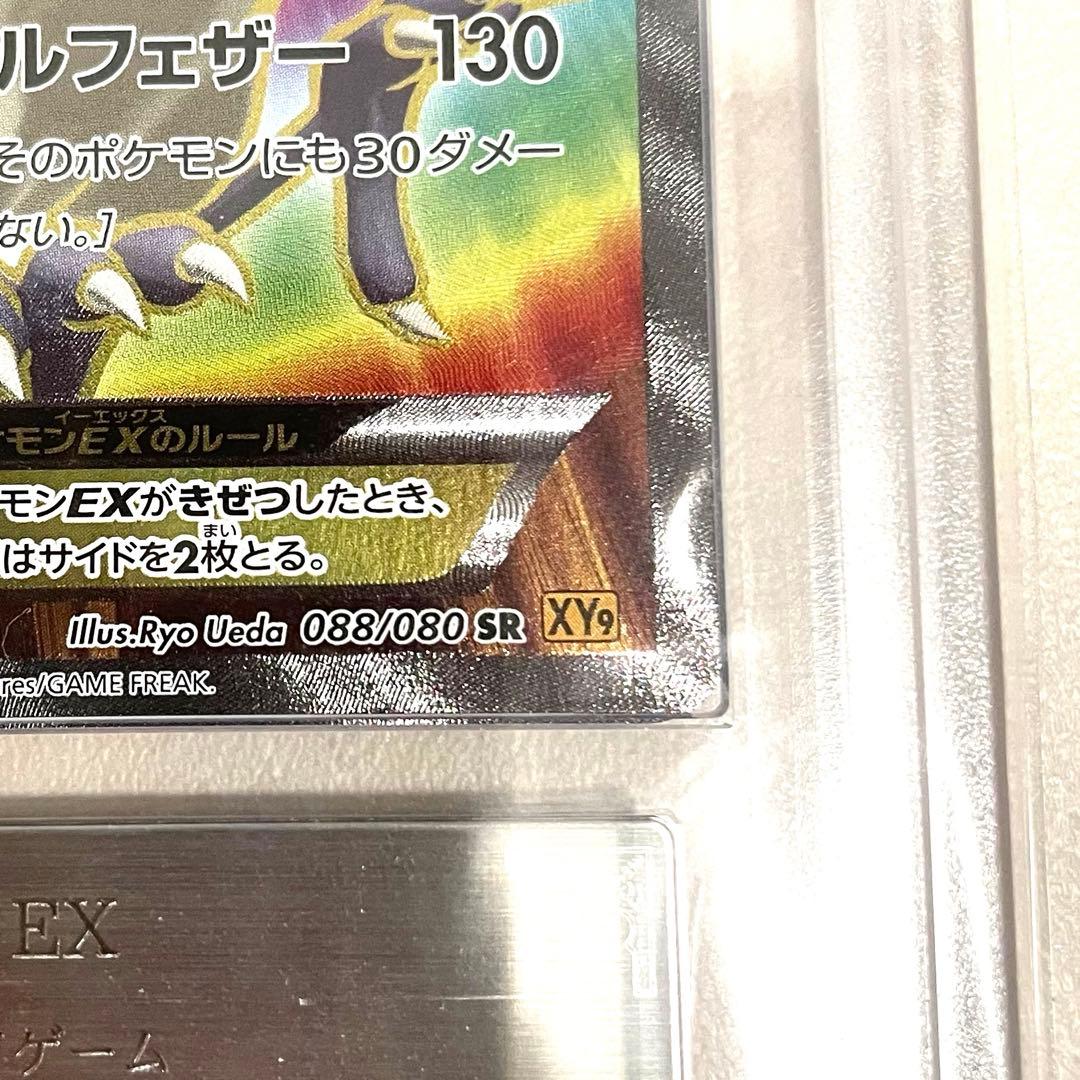 ルフェザー 130
そのポケモンにも30ダメー
ない。]
イーエックス
モンEXのルール
モンEXがきぜつしたとき、
まい
はサイドを2枚とる。
Illus.Ryo Ueda 088/080 SR XY9
res/GAME FREAK.
EX
ゲーム